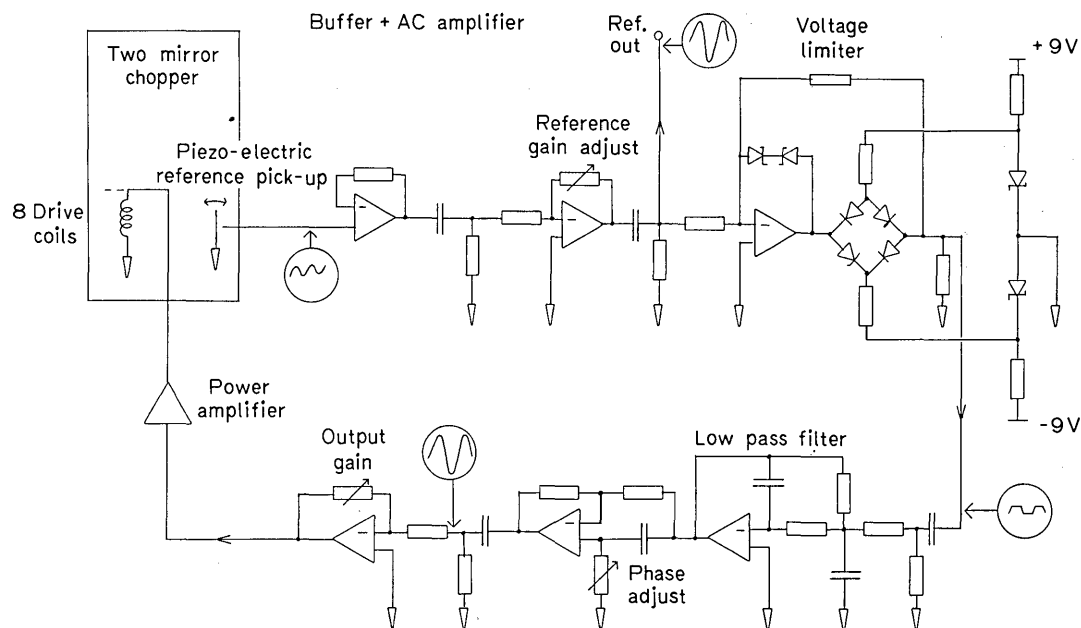 Buffer + AC amplifier
Ref.
out
Voltage
limiter
+9V
Two mirror
chopper
Reference
gain adjust
Piezo-electric
reference pick-up
8 Drive
coils
-
-
-
Power
amplifier
-9V
Output
gain
Low pass filter
-
-
-
Phase
adjust